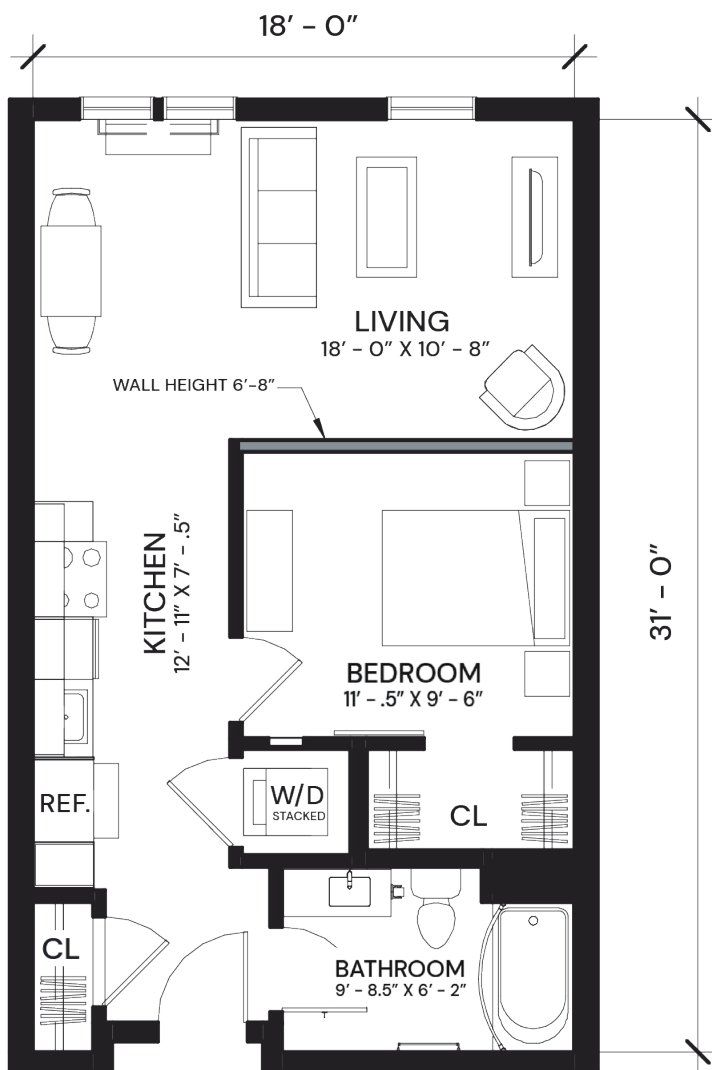 18' - 0"
LIVING
18' - 0" X 10' - 8"
WALL HEIGHT 6'-8"
KITCHEN
12' - 11" X 7' - .5"
31' - 0"
BEDROOM
11' - .5" X 9' - 6"
REF.
W/D
STACKED
CL
CL
BATHROOM
9' - 8.5" X 6' - 2"